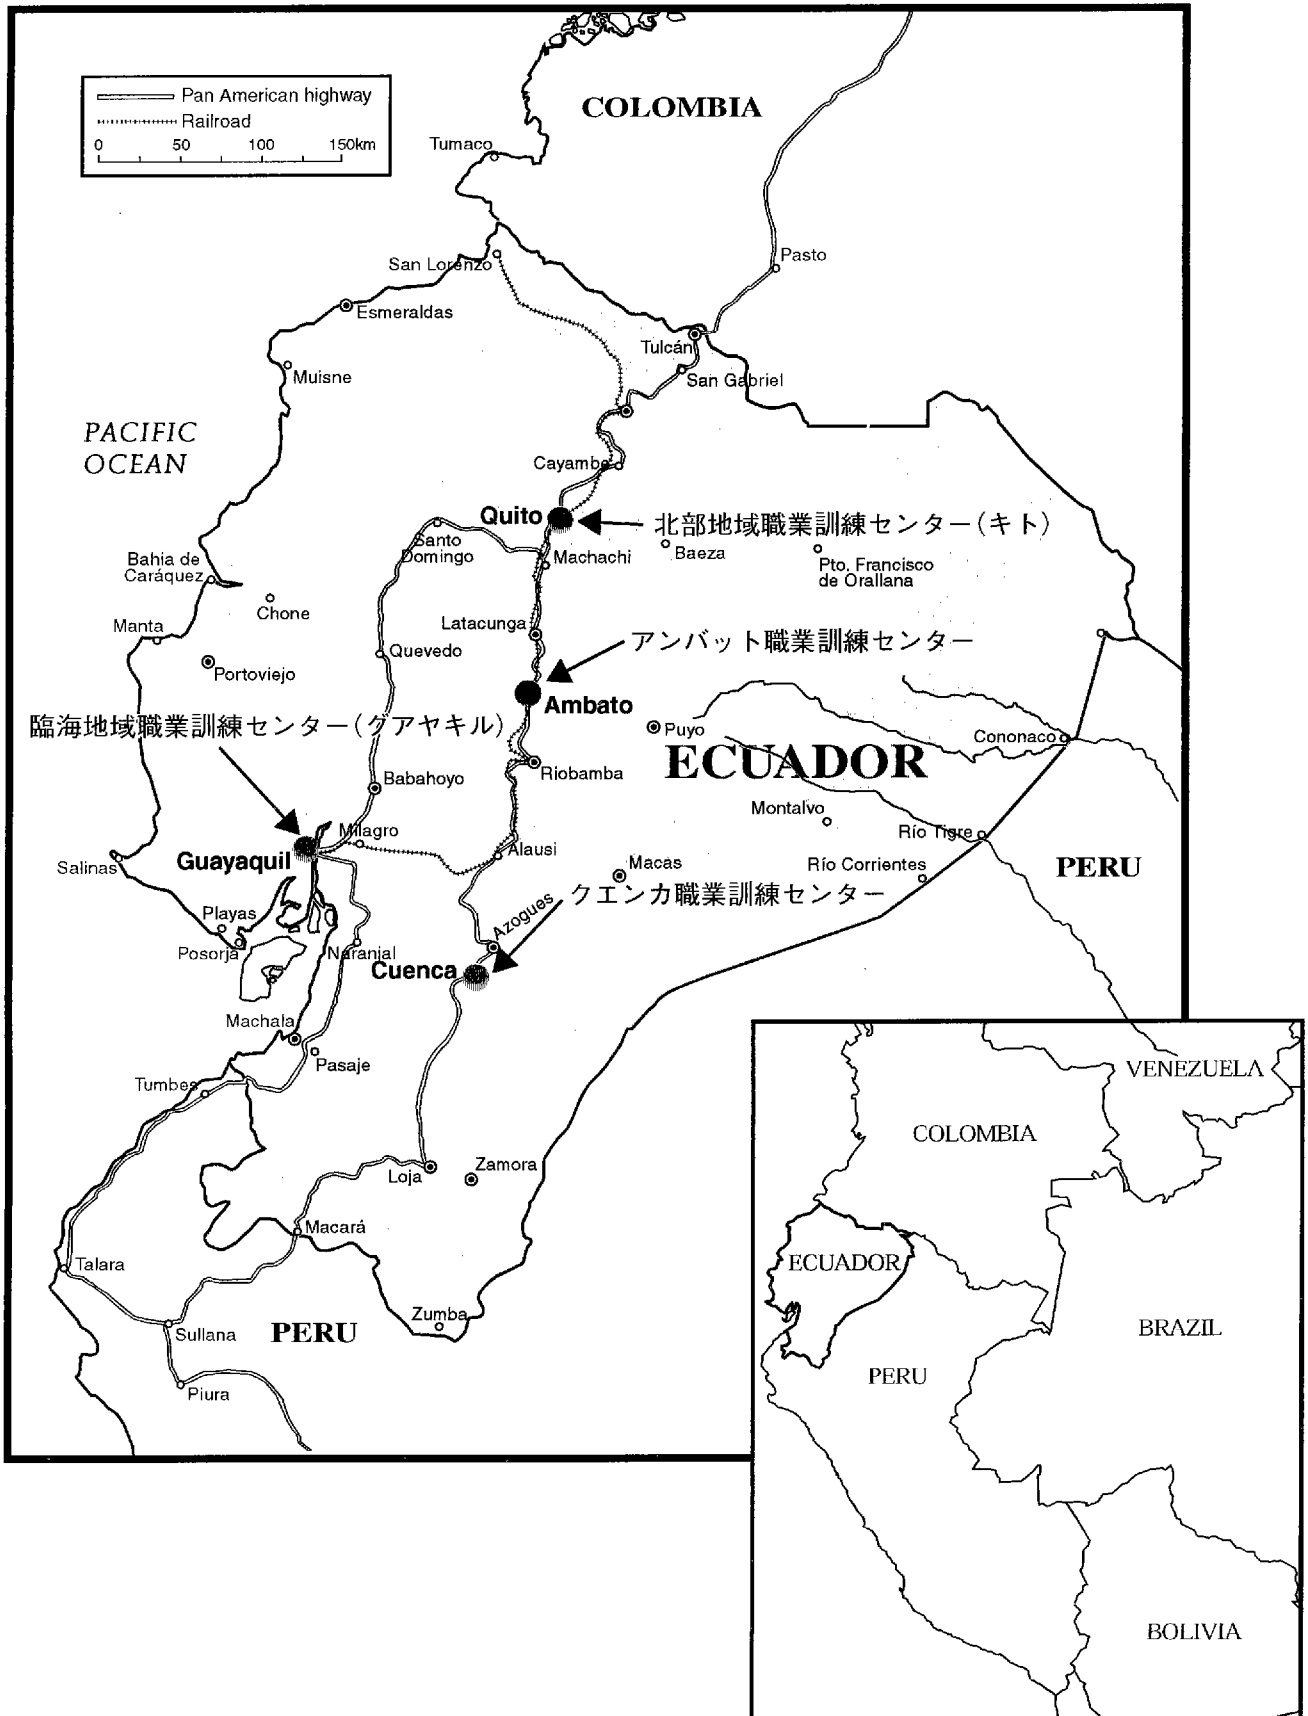 Pan American highway
Railroad
0 50 100 150km
COLOMBIA
Tumaco
Pasto
San Lorenzo
Esmeraldas
Tulcán
San Gabriel
Muisne
PACIFIC
OCEAN
Cayambe
Quito
北部地域職業訓練センター(キト)
Santo
Domingo
Machachi
Baeza
Pto. Francisco
de Orallana
Bahia de
Caráquez
Chone
Manta
Latacunga
アンバット職業訓練センター
Quevedo
Portoviejo
Ambato
臨海地域職業訓練センター(グアヤキル)
Puyo
Cononaco
ECUADOR
Riobamba
Babahoyo
Montalvo
Milagro
Río Tigre
Guayaquil
Alausi
Salinas
Macas
Río Corrientes
PERU
クエンカ職業訓練センター
Playas
Azogues
Posorja
Naranjal
Cuenca
Machala
Pasaje
Tumbes
Loja
Zamora
Macará
Talara
Zumba
Sullana
PERU
Piura
VENEZUELA
COLOMBIA
ECUADOR
BRAZIL
PERU
BOLIVIA